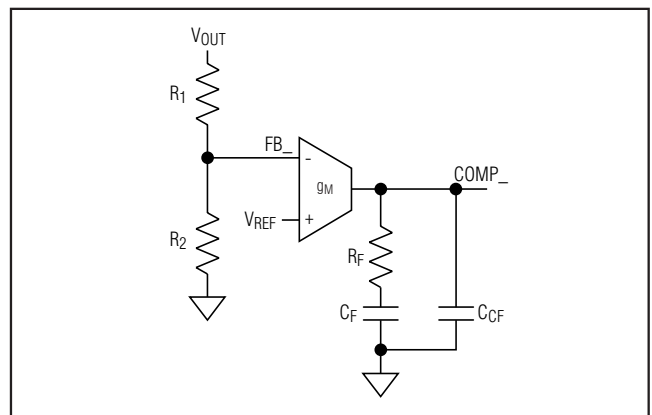 VOUT
R1
FB_
-
gM
COMP_
VREF
+
R2
RF
CF
CCF